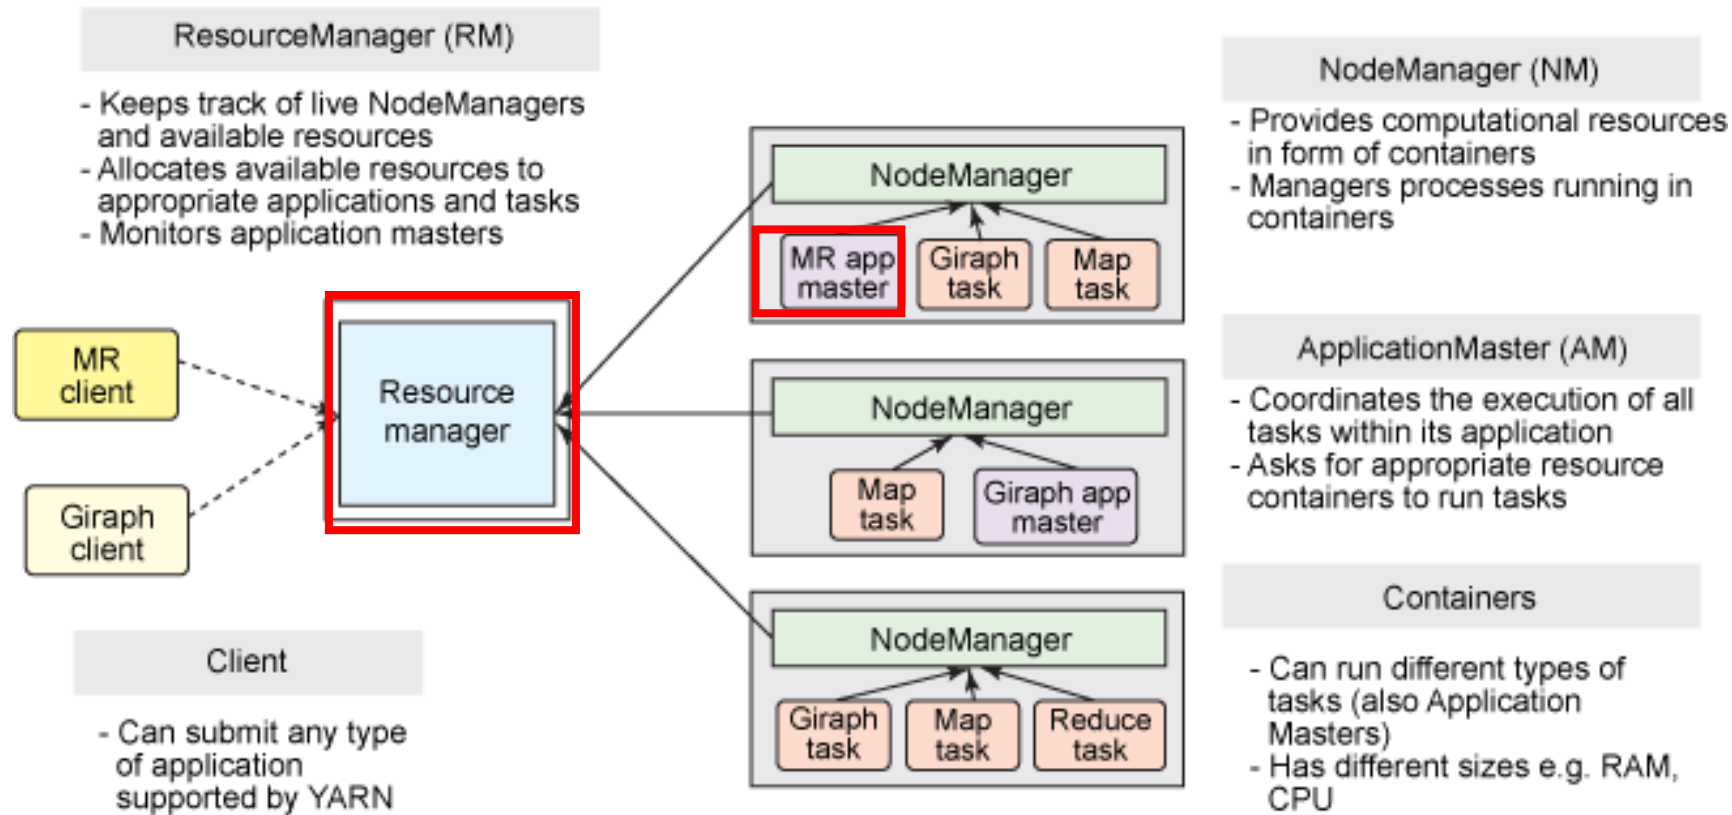 ResourceManager (RM)
- Keeps track of live NodeManagers
and available resources
- Allocates available resources to
appropriate applications and tasks
- Monitors application masters
MR
client
Giraph
client
Resource
manager
Client
- Can submit any type
of application
supported by YARN
NodeManager
MR app
master
Giraph
task
Map
task
NodeManager
Map
task
Giraph app
master
NodeManager
Giraph
task
Map
task
Reduce
task
NodeManager (NM)
- Provides computational resources
in form of containers
- Managers processes running in
containers
ApplicationMaster (AM)
- Coordinates the execution of all
tasks within its application
- Asks for appropriate resource
containers to run tasks
Containers
- Can run different types of
tasks (also Application
Masters)
- Has different sizes e.g. RAM,
CPU